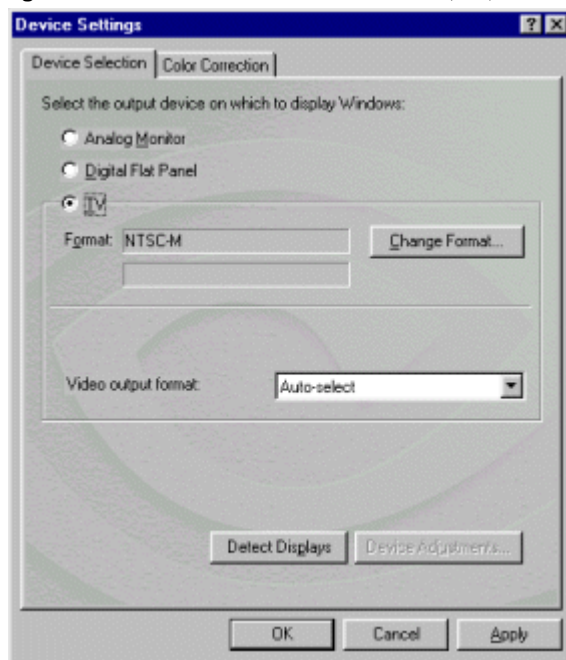 Device Settings
Device Selection
Color Correction
Select the output device on which to display Windows:
Analog Monitor
Digital Flat Panel
TV
Format: NTSC-M
Change Format...
Video output format: Auto-select
Detect Displays
Device Adjustments...
OK
Cancel
Apply